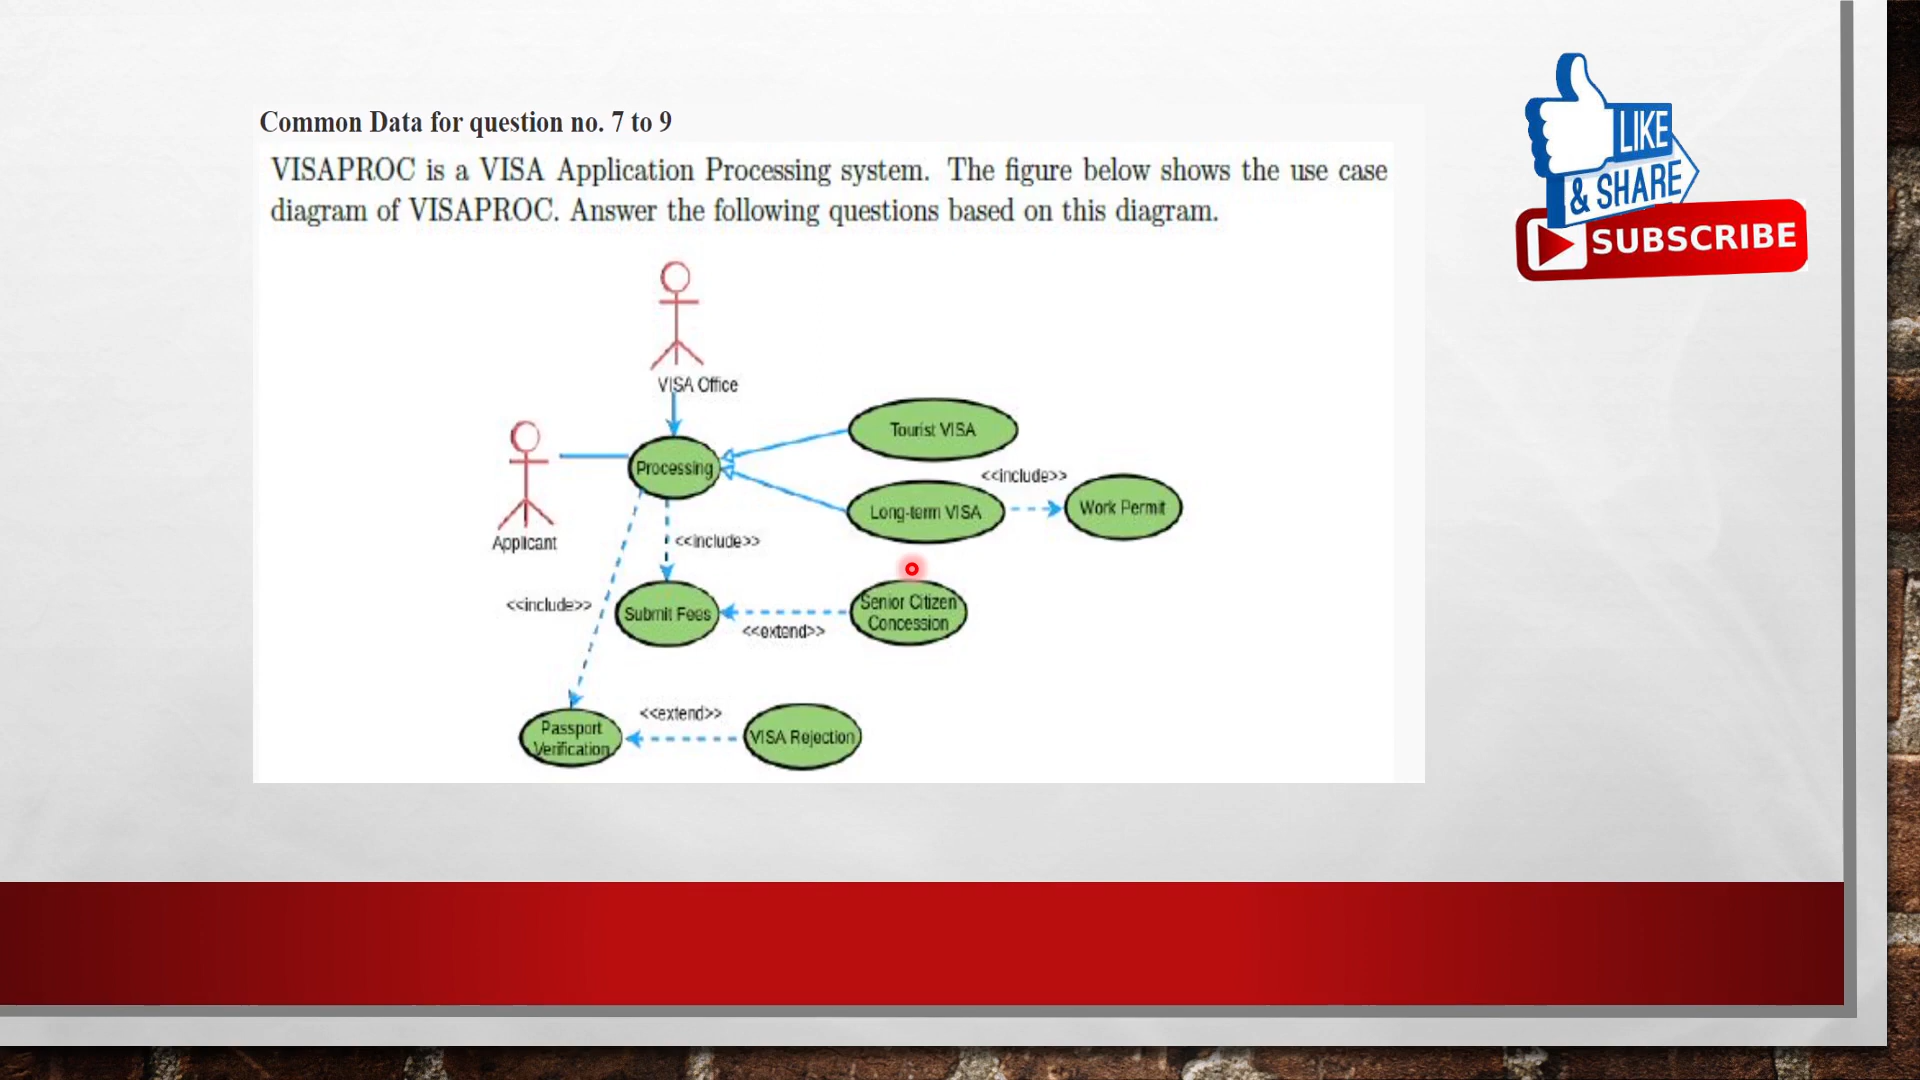 Common Data for question no. 7 to 9
VISAPROC is a VISA Application Processing system. The figure below shows the use case
diagram of VISAPROC. Answer the following questions based on this diagram.
LIKE
& SHARE
SUBSCRIBE
VISA Office
Tourist VISA
Processing
<<include>>
Long-term VISA
Work Permit
Applicant
<<include>>
<<include>>
Submit Fees
Senior Citizen
Concession
<<extend>>
Passport
Verification
<<extend>>
VISA Rejection